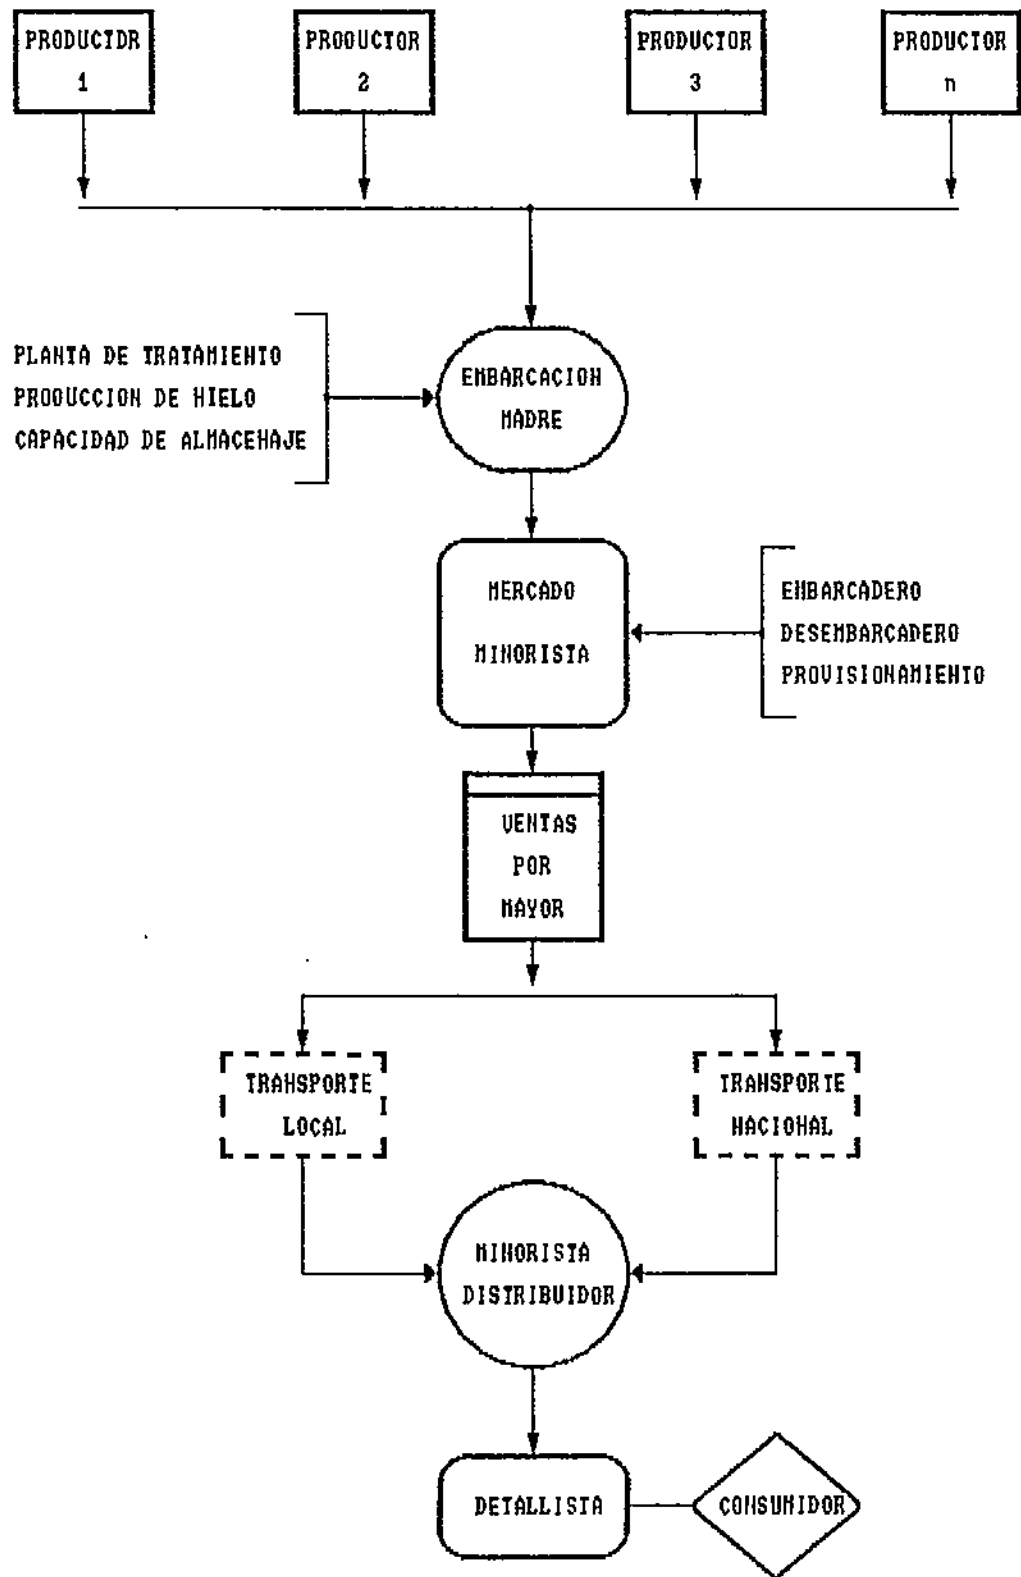 PRODUCTOR
1
PRODUCTOR
2
PRODUCTOR
3
PRODUCTOR
n
PLANTA DE TRATAMIENTO
PRODUCCION DE HIELO
CAPACIDAD DE ALMACENAJE
EMBARCACION
MADRE
MERCADO
MINORISTA
EMBARCADERO
DESEMBARCADERO
PROVISIONAMIENTO
VENTAS
POR
MAYOR
TRANSPORTE
LOCAL
TRANSPORTE
NACIONAL
MINORISTA
DISTRIBUIDOR
DETALLISTA
CONSUMIDOR